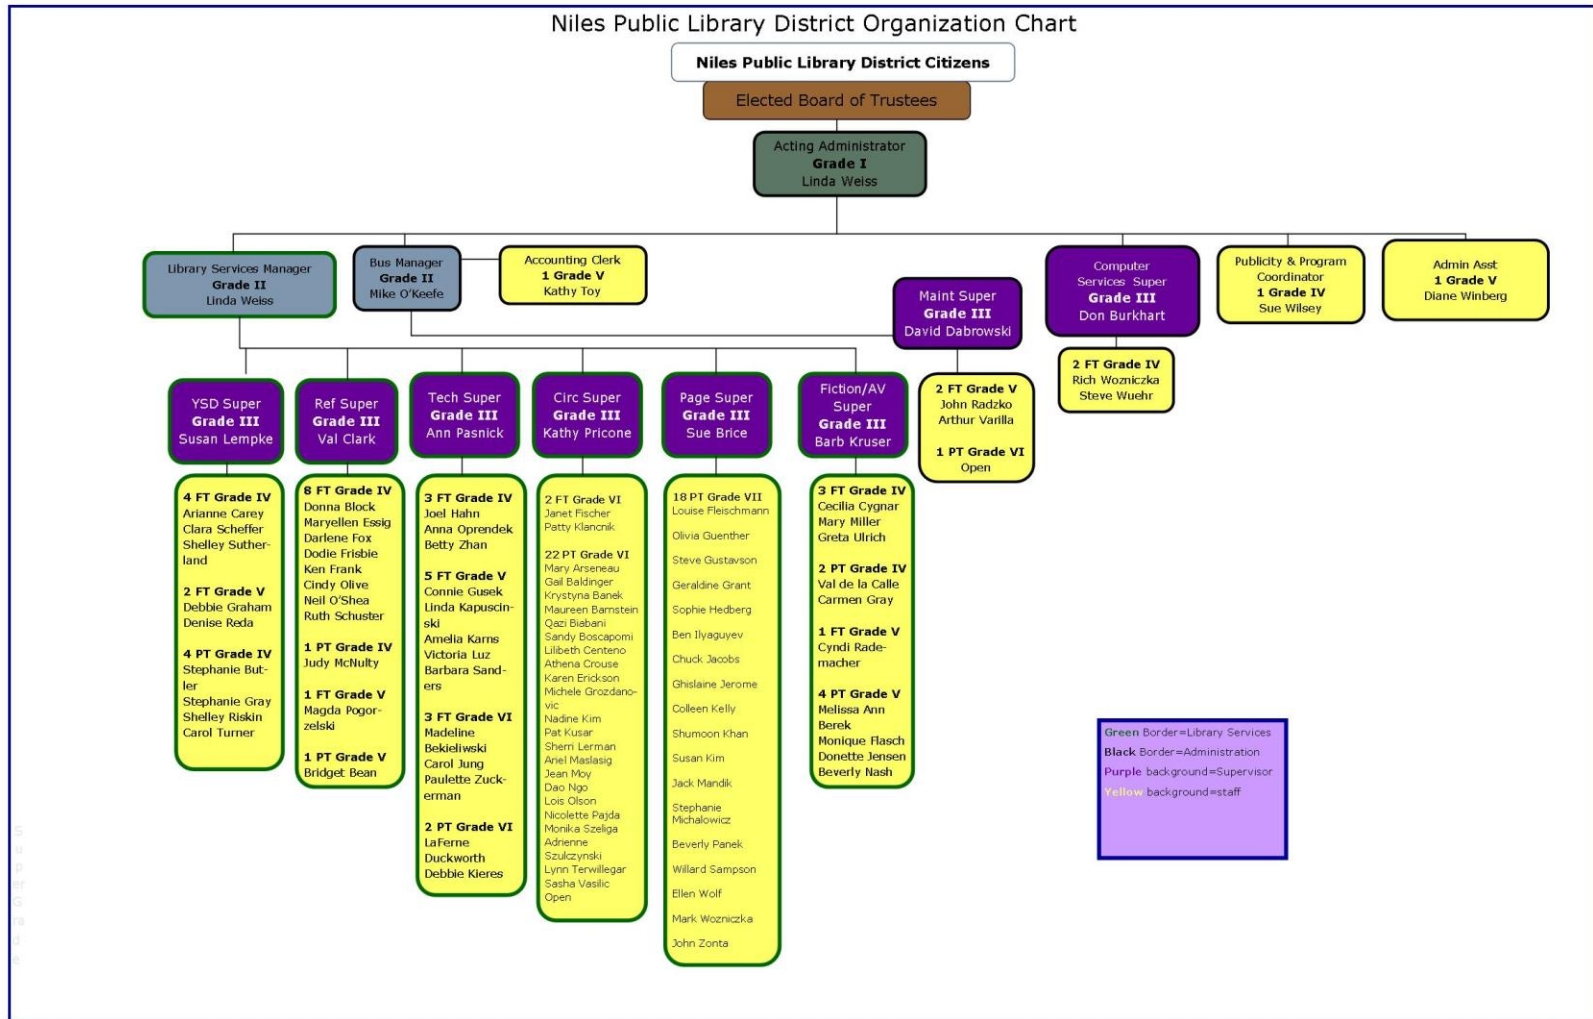 Niles Public Library District Organization Chart
Niles Public Library District Citizens
Elected Board of Trustees
Acting Administrator
Grade I
Linda Weiss
Library Services Manager
Grade II
Linda Weiss
Bus Manager
Grade II
Mike O'Keefe
Accounting Clerk
1 Grade V
Kathy Toy
Maint Super
Grade III
David Dabrowski
Computer
Services Super
Grade III
Don Burkhart
Publicity & Program
Coordinator
1 Grade IV
Sue Wilsey
Admin Asst
1 Grade V
Diane Winberg
2 FT Grade IV
Rich Wozniczka
Steve Wuehr
2 FT Grade V
John Radzko
Arthur Varilla
1 PT Grade VI
Open
YSD Super
Grade III
Susan Lempke
Ref Super
Grade III
Val Clark
Tech Super
Grade III
Ann Pasnick
Circ Super
Grade III
Kathy Pricone
Page Super
Grade III
Sue Brice
Fiction/AV
Super
Grade III
Barb Kruser
4 FT Grade IV
Arianne Carey
Clara Scheffer
Shelley Suther-
land
2 FT Grade V
Debbie Graham
Denise Reda
4 PT Grade IV
Stephanie But-
ler
Stephanie Gray
Shelley Riskin
Carol Turner
8 FT Grade IV
Donna Block
Maryellen Essig
Darlene Fox
Dodie Frisbie
Ken Frank
Cindy Olive
Neil O'Shea
Ruth Schuster
1 PT Grade IV
Judy McNulty
1 FT Grade V
Magda Pogor-
zelski
1 PT Grade V
Bridget Bean
3 FT Grade IV
Joel Hahn
Anna Oprendek
Betty Zhan
5 FT Grade V
Connie Gusek
Linda Kapuscin-
ski
Amelia Karns
Victoria Luz
Barbara Sand-
ers
3 FT Grade VI
Madeline
Bekieliwski
Carol Jung
Paulette Zuck-
erman
2 PT Grade VI
LaFerne
Duckworth
Debbie Kieres
2 FT Grade VI
Janet Fischer
Patty Klancnik
22 PT Grade VI
Mary Arseneau
Gail Baldinger
Krystyna Banek
Maureen Barnstein
Qazi Biabani
Sandy Boscapomi
Lilibeth Centeno
Athena Crouse
Karen Erickson
Michele Grozdano-
vic
Nadine Kim
Pat Kusar
Sherri Lerman
Ariel Maslasig
Jean Moy
Dao Ngo
Lois Olson
Nicolette Pajda
Monika Szeliga
Adrienne
Szulczynski
Lynn Terwillegar
Sasha Vasilic
Open
18 PT Grade VII
Louise Fleischmann
Olivia Guenther
Steve Gustavson
Geraldine Grant
Sophie Hedberg
Ben Ilyaguyev
Chuck Jacobs
Ghislaine Jerome
Colleen Kelly
Shumoon Khan
Susan Kim
Jack Mandik
Stephanie
Michalowicz
Beverly Panek
Willard Sampson
Ellen Wolf
Mark Wozniczka
John Zonta
3 FT Grade IV
Cecilia Cygnar
Mary Miller
Greta Ulrich
2 PT Grade IV
Val de la Calle
Carmen Gray
1 FT Grade V
Cyndi Rade-
macher
4 PT Grade V
Melissa Ann
Berek
Monique Flasch
Donette Jensen
Beverly Nash
Green Border=Library Services
Black Border=Administration
Purple background=Supervisor
Yellow background=staff
S
u
p
er
G
ra
d
e